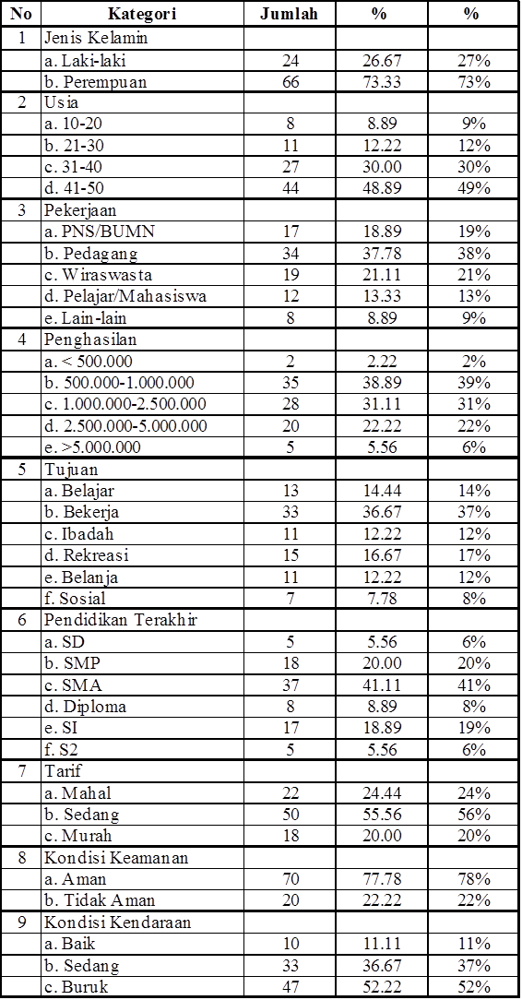 No Kategori Jumlah % %
1 Jenis Kelamin
a. Laki-laki 24 26.67 27%
b. Perempuan 66 73.33 73%
2 Usia
a. 10-20 8 8.89 9%
b. 21-30 11 12.22 12%
c. 31-40 27 30.00 30%
d. 41-50 44 48.89 49%
3 Pekerjaan
a. PNS/BUMN 17 18.89 19%
b. Pedagang 34 37.78 38%
c. Wiraswasta 19 21.11 21%
d. Pelajar/Mahasiswa 12 13.33 13%
e. Lain-lain 8 8.89 9%
4 Penghasilan
a. < 500.000 2 2.22 2%
b. 500.000-1.000.000 35 38.89 39%
c. 1.000.000-2.500.000 28 31.11 31%
d. 2.500.000-5.000.000 20 22.22 22%
e. >5.000.000 5 5.56 6%
5 Tujuan
a. Belajar 13 14.44 14%
b. Bekerja 33 36.67 37%
c. Ibadah 11 12.22 12%
d. Rekreasi 15 16.67 17%
e. Belanja 11 12.22 12%
f. Sosial 7 7.78 8%
6 Pendidikan Terakhir
a. SD 5 5.56 6%
b. SMP 18 20.00 20%
c. SMA 37 41.11 41%
d. Diploma 8 8.89 8%
e. SI 17 18.89 19%
f. S2 5 5.56 6%
7 Tarif
a. Mahal 22 24.44 24%
b. Sedang 50 55.56 56%
c. Murah 18 20.00 20%
8 Kondisi Keamanan
a. Aman 70 77.78 78%
b. Tidak Aman 20 22.22 22%
9 Kondisi Kendaraan
a. Baik 10 11.11 11%
b. Sedang 33 36.67 37%
c. Buruk 47 52.22 52%